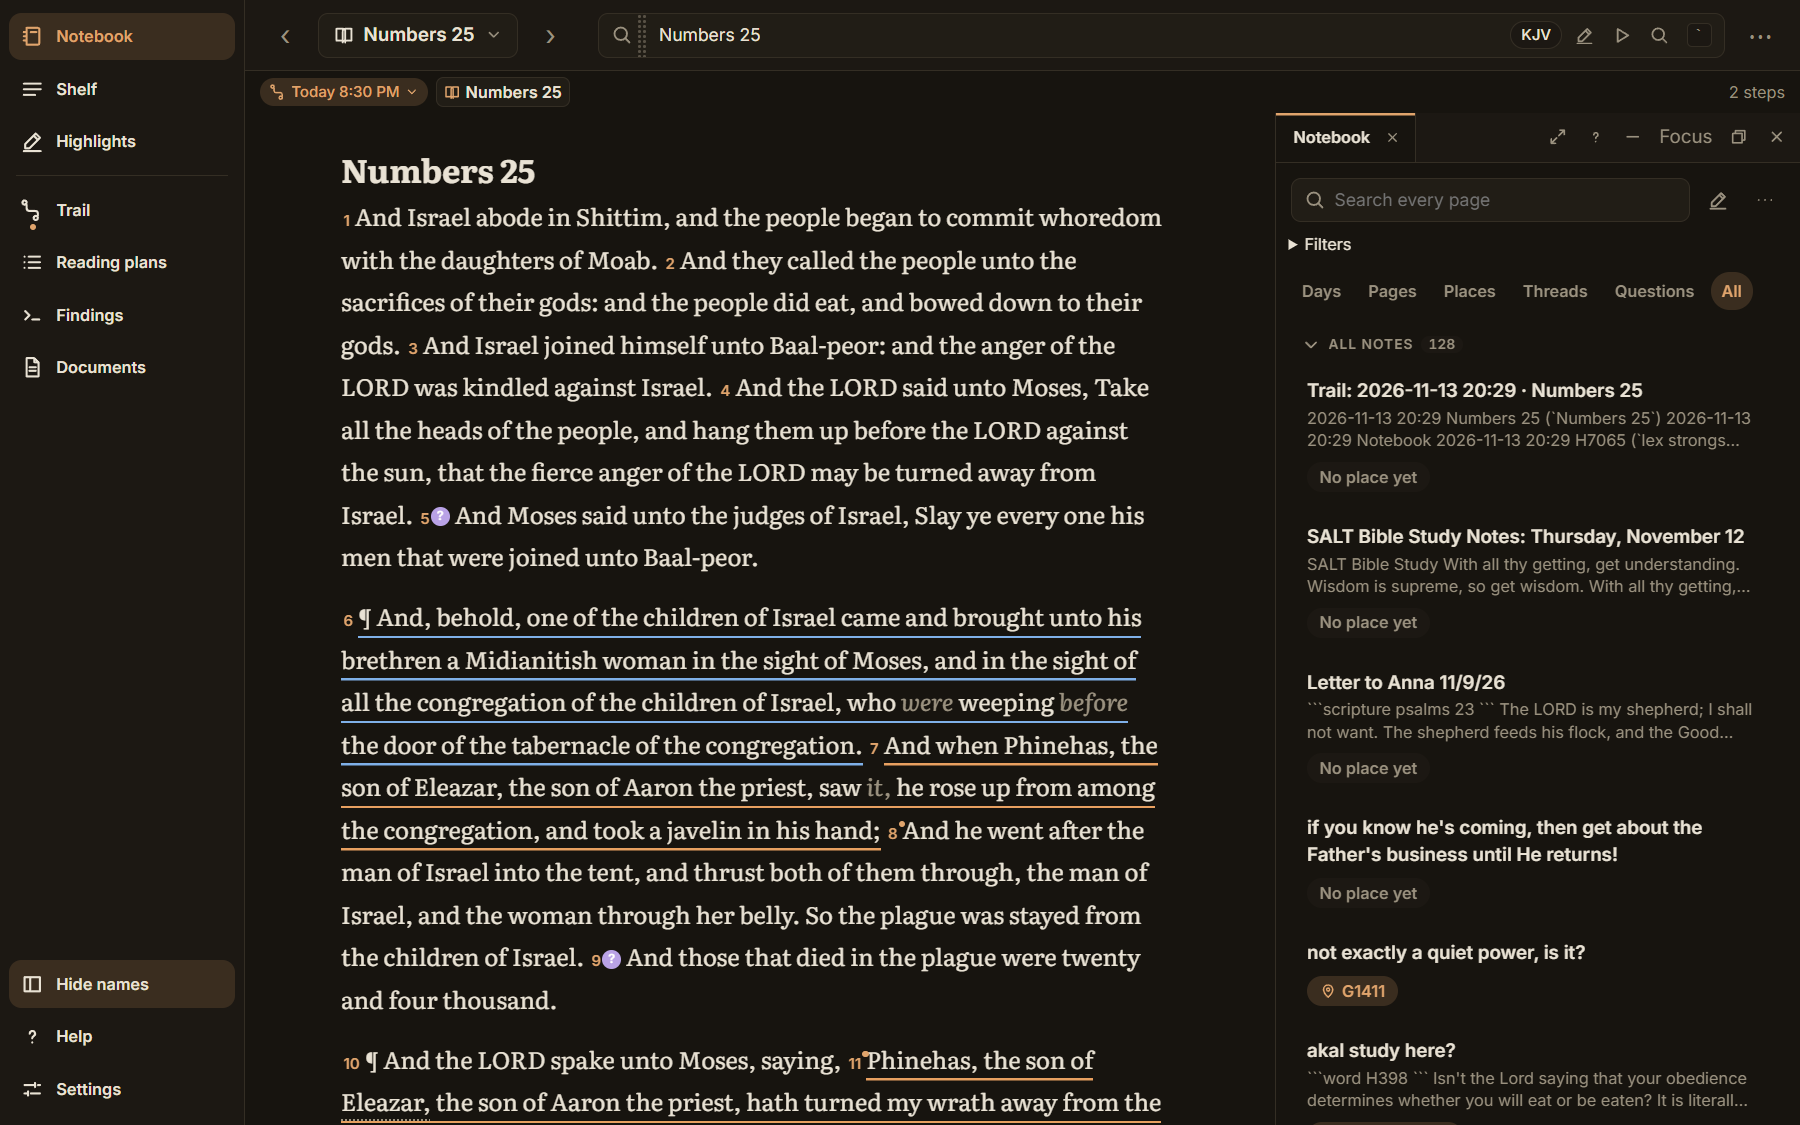 Notebook
Shelf
Highlights
Trail
Reading plans
Findings
Documents
Hide names
? Help
Settings
Numbers 25
Numbers 25
KJV
`
Today 8:30 PM
Numbers 25
2 steps
Numbers 25
1 And Israel abode in Shittim, and the people began to commit whoredom
with the daughters of Moab. 2 And they called the people unto the
sacrifices of their gods: and the people did eat, and bowed down to their
gods. 3 And Israel joined himself unto Baal-peor: and the anger of the
LORD was kindled against Israel. 4 And the LORD said unto Moses, Take
all the heads of the people, and hang them up before the LORD against
the sun, that the fierce anger of the LORD may be turned away from
Israel. 5 ? And Moses said unto the judges of Israel, Slay ye every one his
men that were joined unto Baal-peor.
6 ¶ And, behold, one of the children of Israel came and brought unto his
brethren a Midianitish woman in the sight of Moses, and in the sight of
all the congregation of the children of Israel, who were weeping before
the door of the tabernacle of the congregation. 7 And when Phinehas, the
son of Eleazar, the son of Aaron the priest, saw it, he rose up from among
the congregation, and took a javelin in his hand; 8 And he went after the
man of Israel into the tent, and thrust both of them through, the man of
Israel, and the woman through her belly. So the plague was stayed from
the children of Israel. 9 ? And those that died in the plague were twenty
and four thousand.
10 ¶ And the LORD spake unto Moses, saying, 11 Phinehas, the son of
Eleazar, the son of Aaron the priest, hath turned my wrath away from the
Notebook
? Focus
Search every page
Filters
Days Pages Places Threads Questions All
ALL NOTES 128
Trail: 2026-11-13 20:29 · Numbers 25
2026-11-13 20:29 Numbers 25 (`Numbers 25`) 2026-11-13
20:29 Notebook 2026-11-13 20:29 H7065 (`lex strongs...
No place yet
SALT Bible Study Notes: Thursday, November 12
SALT Bible Study With all thy getting, get understanding.
Wisdom is supreme, so get wisdom. With all thy getting,...
No place yet
Letter to Anna 11/9/26
```scripture psalms 23 ``` The LORD is my shepherd; I shall
not want. The shepherd feeds his flock, and the Good...
No place yet
if you know he's coming, then get about the
Father's business until He returns!
No place yet
not exactly a quiet power, is it?
G1411
akal study here?
```word H398 ``` Isn't the Lord saying that your obedience
determines whether you will eat or be eaten? It is literall...